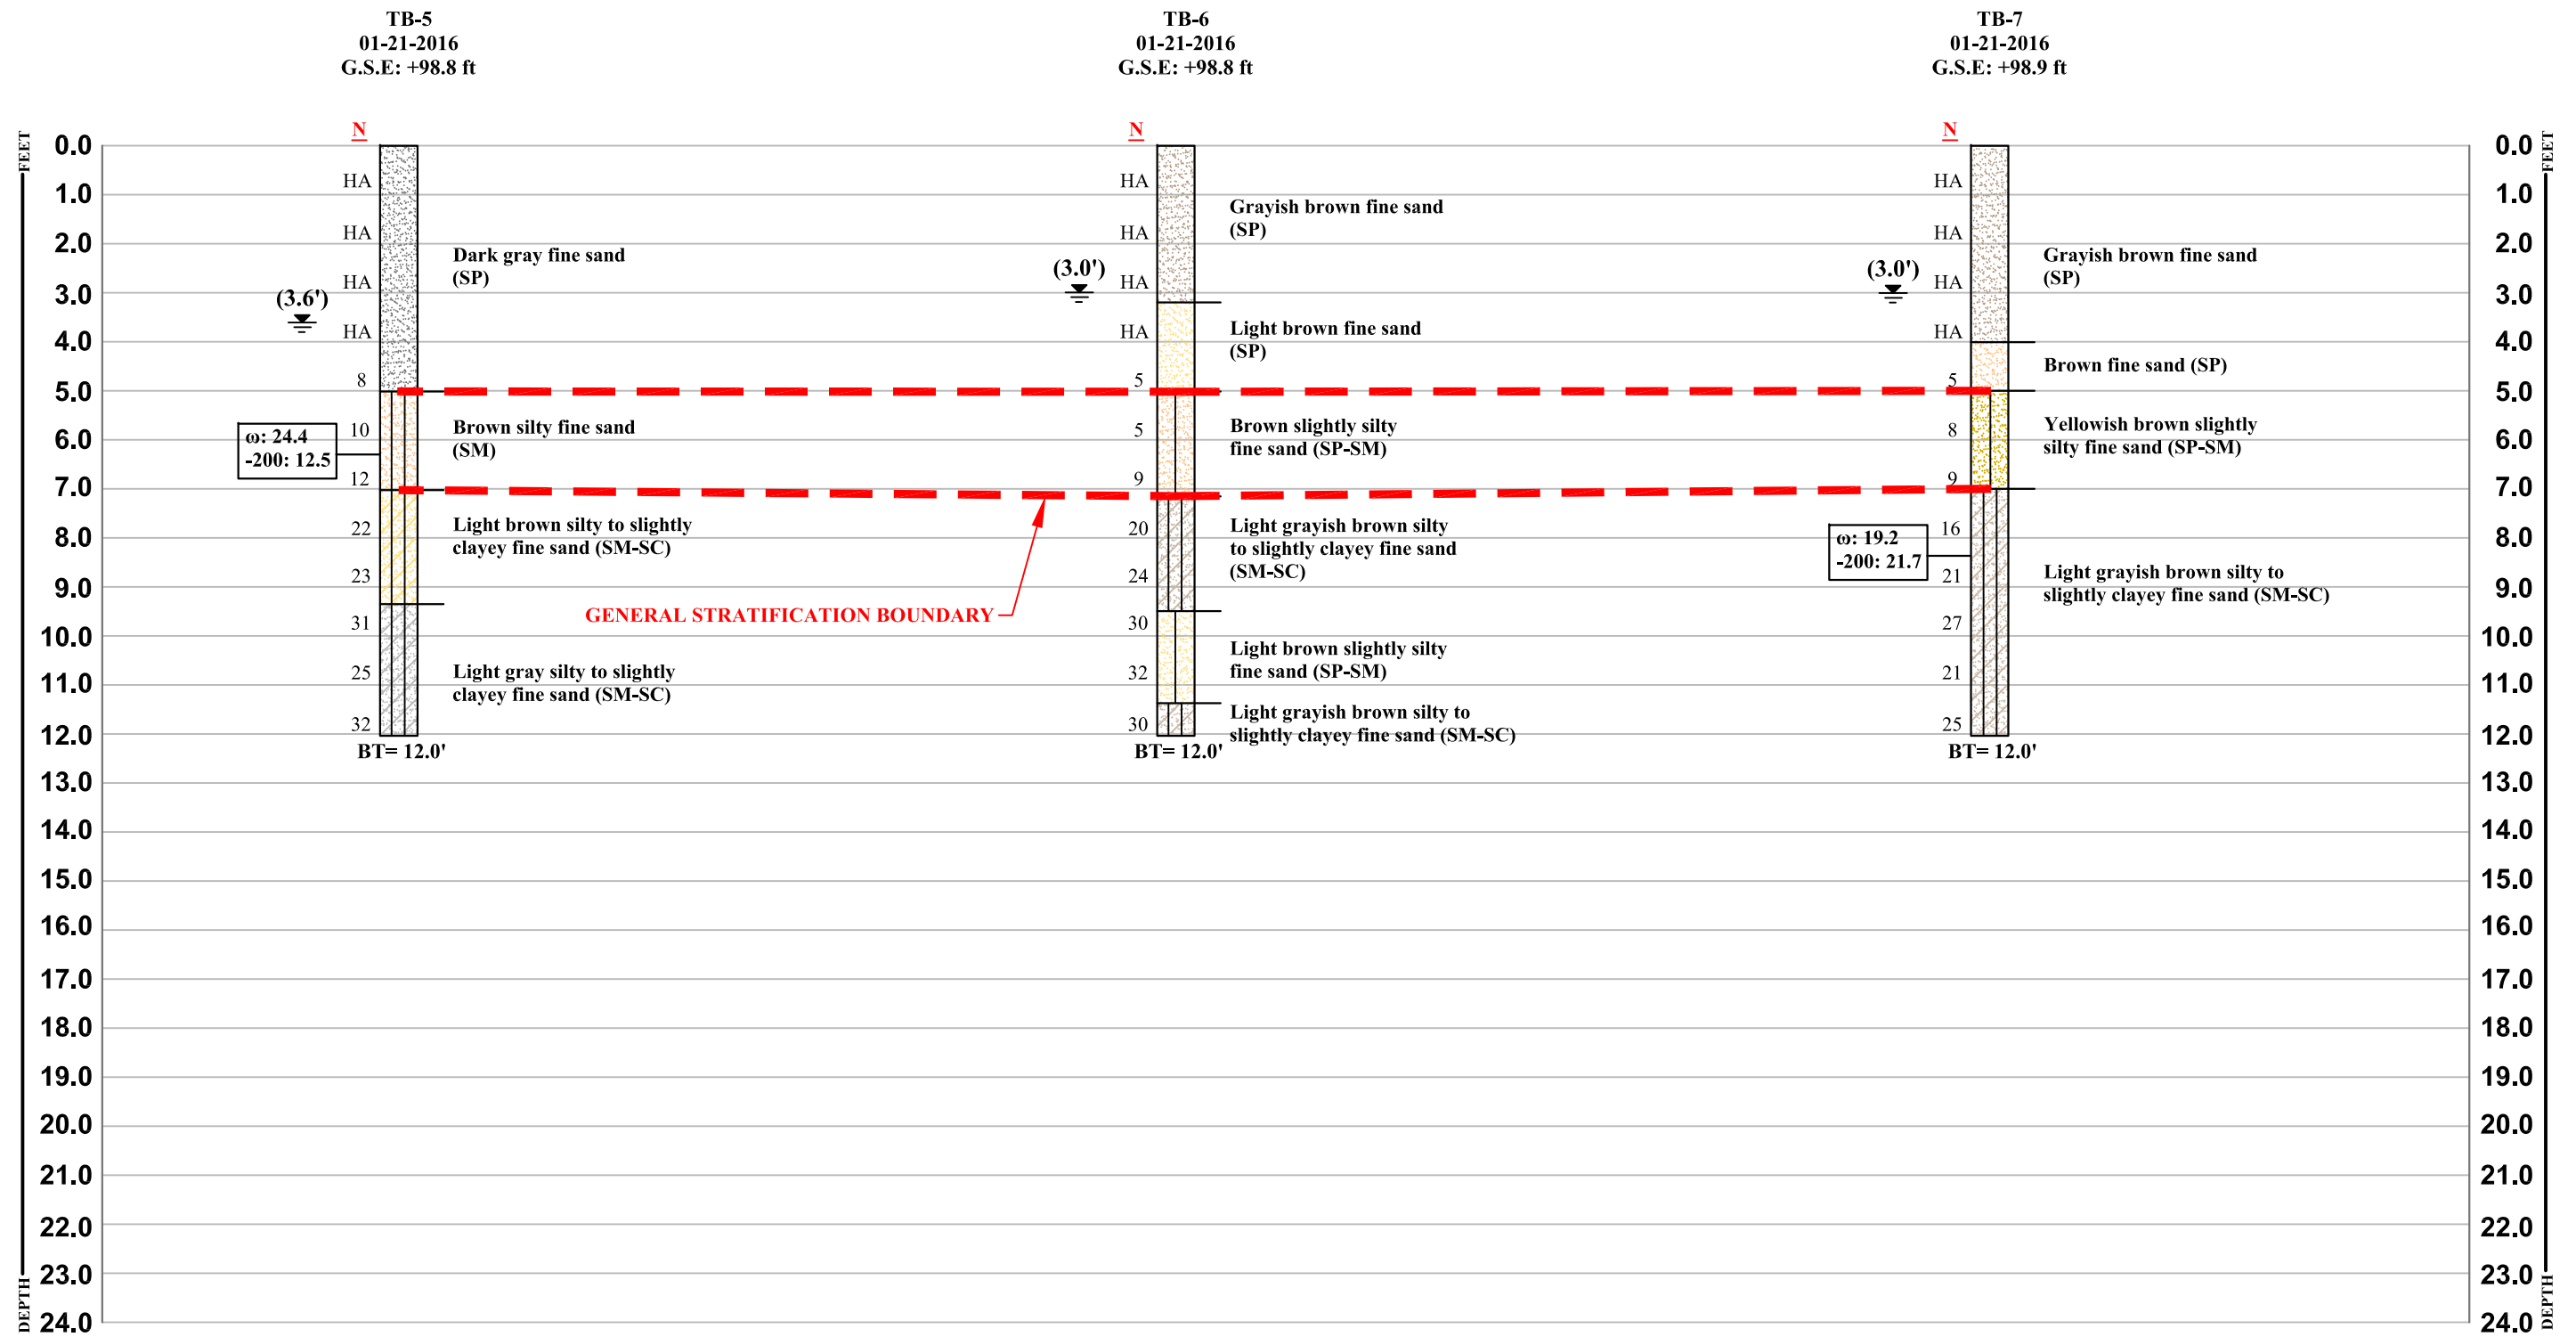 TB-5
01-21-2016
G.S.E: +98.8 ft
TB-6
01-21-2016
G.S.E: +98.8 ft
TB-7
01-21-2016
G.S.E: +98.9 ft
FEET
DEPTH
0.0
1.0
2.0
3.0
4.0
5.0
6.0
7.0
8.0
9.0
10.0
11.0
12.0
13.0
14.0
15.0
16.0
17.0
18.0
19.0
20.0
21.0
22.0
23.0
24.0
N
HA
HA
HA
HA
8
10
12
22
23
31
25
32
(3.6')
ω: 24.4
-200: 12.5
Dark gray fine sand
(SP)
Brown silty fine sand
(SM)
Light brown silty to slightly
clayey fine sand (SM-SC)
Light gray silty to slightly
clayey fine sand (SM-SC)
BT= 12.0'
GENERAL STRATIFICATION BOUNDARY
N
HA
HA
HA
HA
5
5
9
20
24
30
32
30
(3.0')
Grayish brown fine sand
(SP)
Light brown fine sand
(SP)
Brown slightly silty
fine sand (SP-SM)
Light grayish brown silty
to slightly clayey fine sand
(SM-SC)
Light brown slightly silty
fine sand (SP-SM)
Light grayish brown silty to
slightly clayey fine sand (SM-SC)
BT= 12.0'
N
HA
HA
HA
HA
5
8
9
16
21
27
21
25
(3.0')
ω: 19.2
-200: 21.7
Grayish brown fine sand
(SP)
Brown fine sand (SP)
Yellowish brown slightly
silty fine sand (SP-SM)
Light grayish brown silty to
slightly clayey fine sand (SM-SC)
BT= 12.0'
0.0
1.0
2.0
3.0
4.0
5.0
6.0
7.0
8.0
9.0
10.0
11.0
12.0
13.0
14.0
15.0
16.0
17.0
18.0
19.0
20.0
21.0
22.0
23.0
24.0
FEET
DEPTH